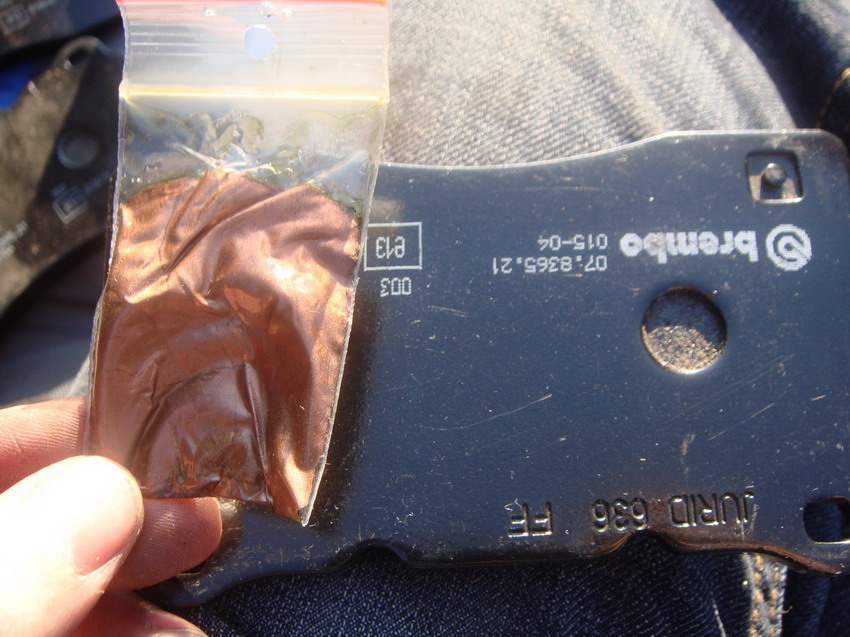 JURID 636 FF
003
e13
07.8365.21
015-04
brembo